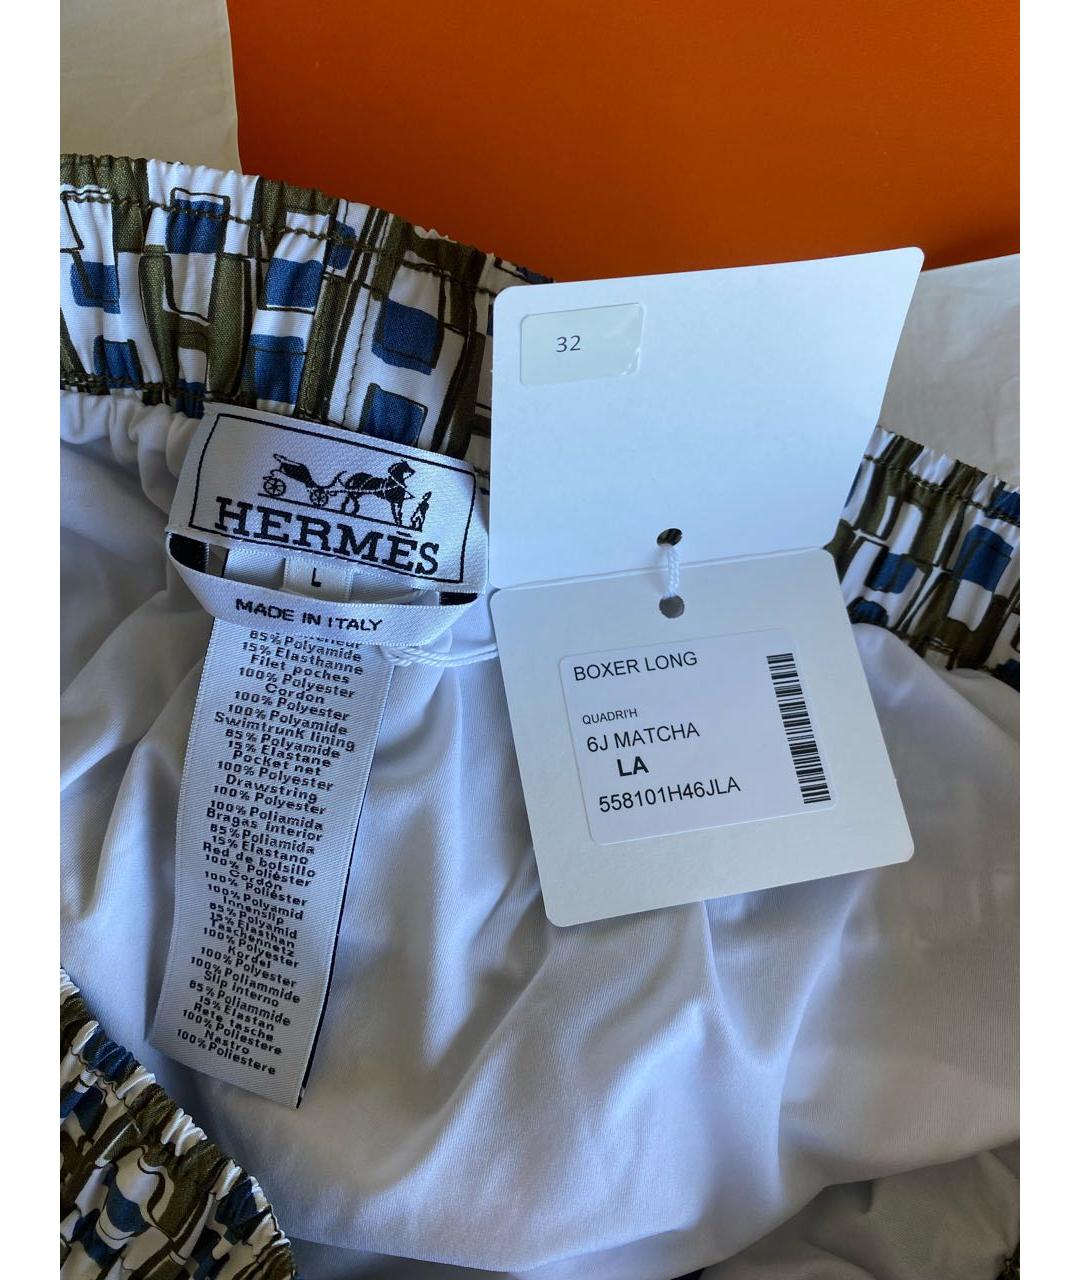 32
HERMES
L
MADE IN ITALY
85% Polyamide
15% Elasthanne
Filet poches
100% Polyester
Cordon
100% Polyester
100% Polyamide
Swimtrunk lining
85% Polyamide
15% Elastane
Pocket net
100% Polyester
Drawstring
100% Polyester
100% Poliamida
Bragas Interior
85% Poliamida
15% Elastano
Red de bolsillo
100% Poliéster
Cordón
100% Poliéster
100% Polyamid
Innenslip
85% Polyamid
15% Elasthan
Taschennetz
100% Polyester
Kordel
100% Polyester
100% Poliammide
Slip interno
85% Poliammide
15% Elastan
Rete tasche
100% Poliestere
Nastro
100% Poliestere
BOXER LONG
QUADRI'H
6J MATCHA
LA
558101H46JLA